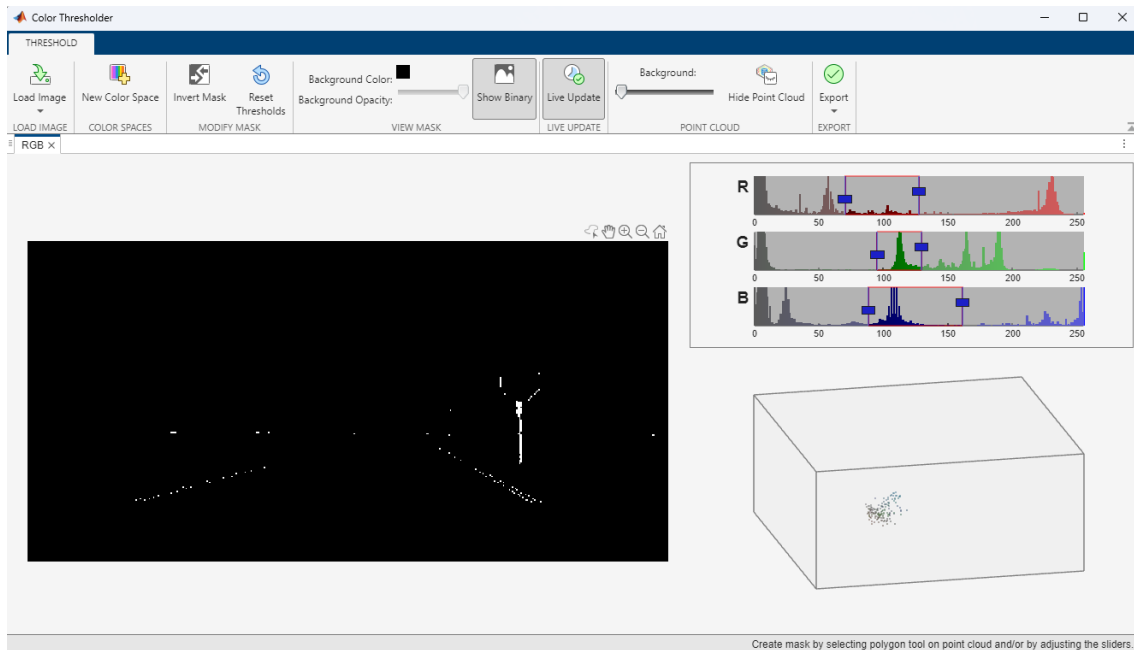 Color Thresholder
THRESHOLD
Load Image
New Color Space
Invert Mask
Reset Thresholds
Background Color:
Background Opacity:
Show Binary
Live Update
Background:
Hide Point Cloud
Export
LOAD IMAGE
COLOR SPACES
MODIFY MASK
VIEW MASK
LIVE UPDATE
POINT CLOUD
EXPORT
RGB
R
0 50 100 150 200 250
G
0 50 100 150 200 250
B
0 50 100 150 200 250
Create mask by selecting polygon tool on point cloud and/or by adjusting the sliders.